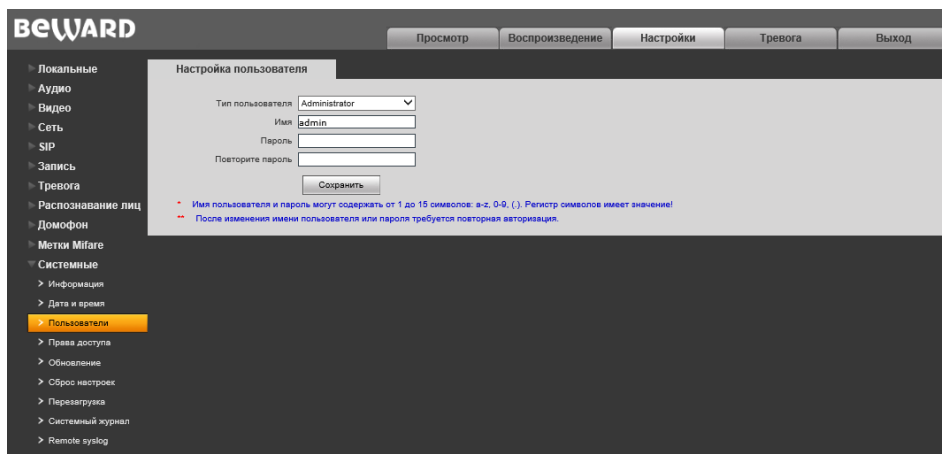 BEWARD
Просмотр Воспроизведение Настройки Тревога Выход
Локальные
Аудио
Видео
Сеть
SIP
Запись
Тревога
Распознавание лиц
Домофон
Метки Mifare
Системные
Информация
Дата и время
Пользователи
Права доступа
Обновление
Сброс настроек
Перезагрузка
Системный журнал
Remote syslog
Настройка пользователя
Тип пользователя Administrator
Имя admin
Пароль
Повторите пароль
Сохранить
* Имя пользователя и пароль могут содержать от 1 до 15 символов: a-z, 0-9, (.). Регистр символов имеет значение!
** После изменения имени пользователя или пароля требуется повторная авторизация.